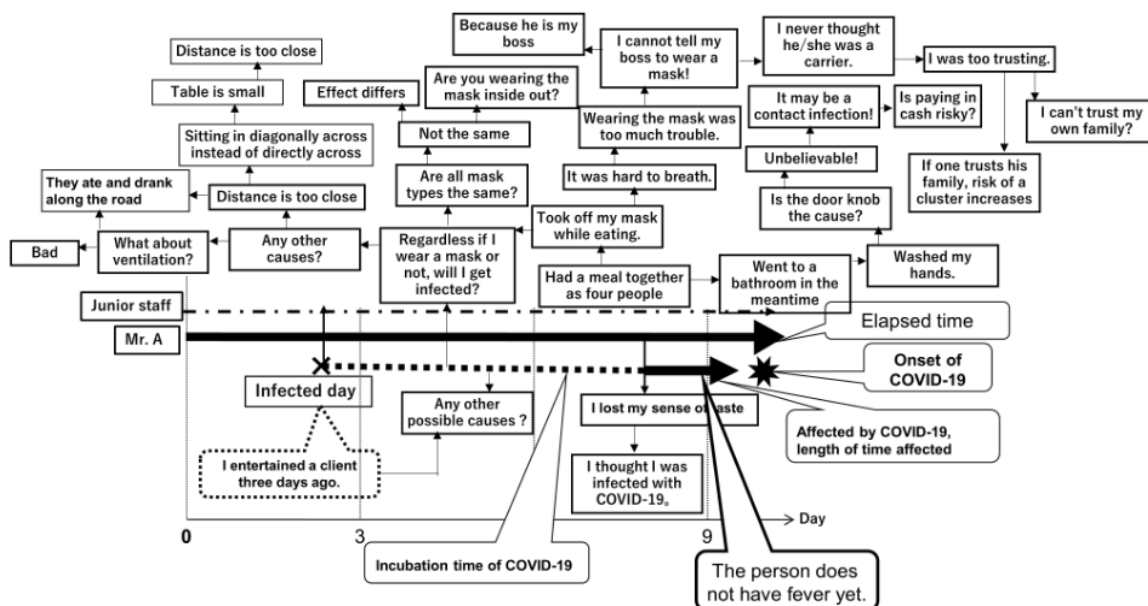 Because he is my
boss
I cannot tell my
boss to wear a
mask!
I never thought
he/she was a
carrier.
I was too trusting.
Distance is too close
Table is small
Effect differs
Are you wearing the
mask inside out?
Not the same
Wearing the mask was
too much trouble.
It may be a
contact infection!
Is paying in
cash risky?
I can't trust my
own family?
Sitting in diagonally across
instead of directly across
Unbelievable!
If one trusts his
family, risk of a
cluster increases
They ate and drank
along the road
Distance is too close
Are all mask
types the same?
It was hard to breath.
Is the door knob
the cause?
Bad
What about
ventilation?
Any other
causes?
Regardless if I
wear a mask or
not, will I get
infected?
Took off my mask
while eating.
Had a meal together
as four people
Went to a
bathroom in the
meantime
Washed my
hands.
Junior staff
Mr. A
Elapsed time
Infected day
Onset of
COVID-19
Any other
possible causes ?
I lost my sense of taste
Affected by COVID-19,
length of time affected
I entertained a client
three days ago.
I thought I was
infected with
COVID-19。
0
3
9
Day
Incubation time of COVID-19
The person does
not have fever yet.